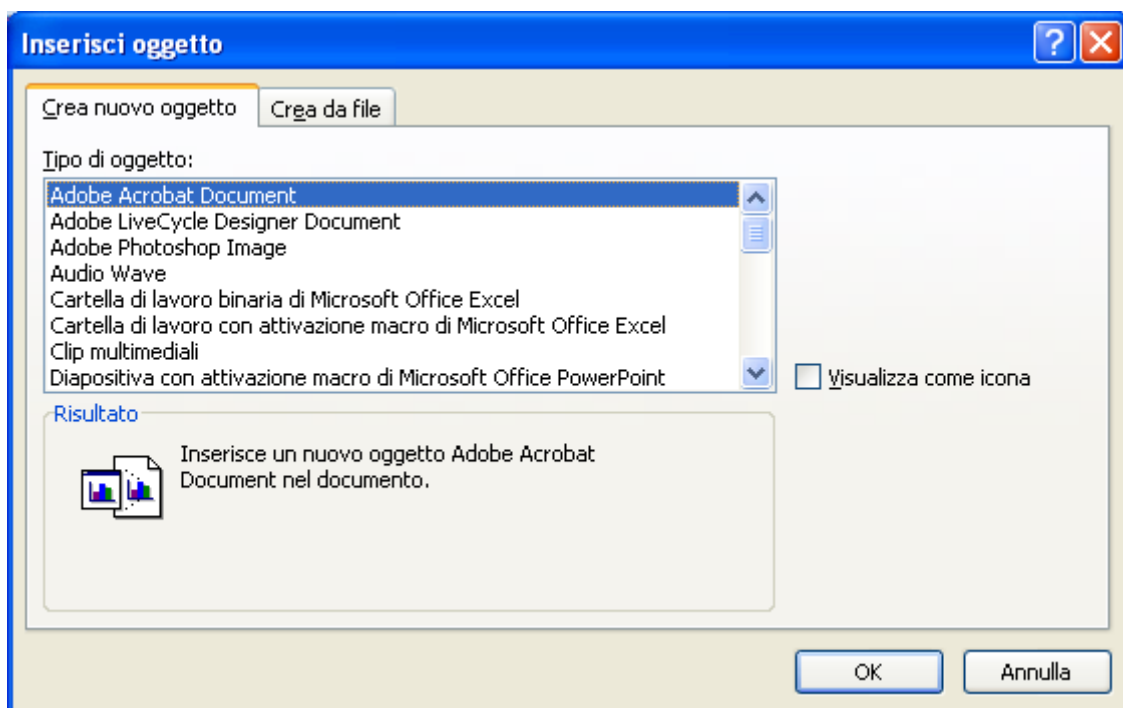 Inserisci oggetto
Crea nuovo oggetto
Crea da file
Tipo di oggetto:
Adobe Acrobat Document
Adobe LiveCycle Designer Document
Adobe Photoshop Image
Audio Wave
Cartella di lavoro binaria di Microsoft Office Excel
Cartella di lavoro con attivazione macro di Microsoft Office Excel
Clip multimediali
Diapositiva con attivazione macro di Microsoft Office PowerPoint
Visualizza come icona
Risultato
Inserisce un nuovo oggetto Adobe Acrobat
Document nel documento.
OK
Annulla